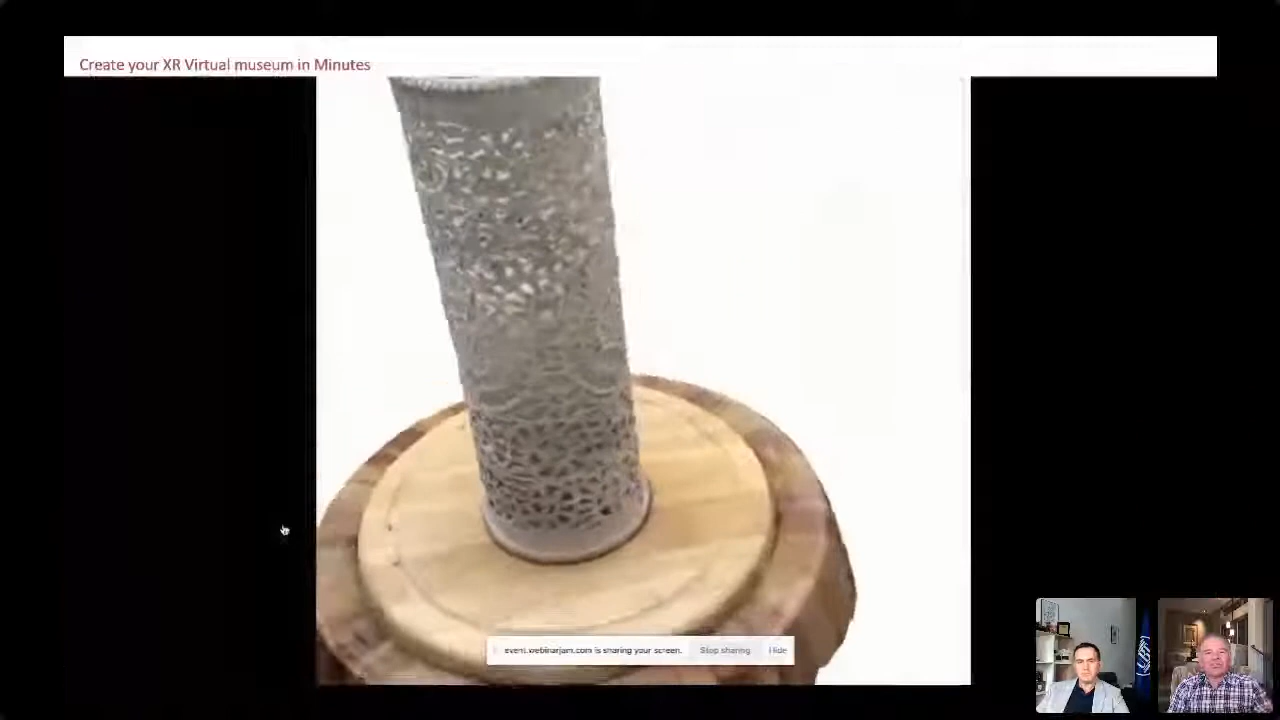 Create your XR Virtual museum in Minutes
event.webinarjam.com is sharing your screen. Stop sharing Hide